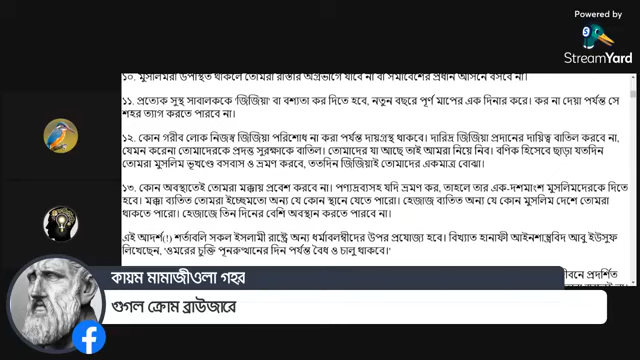 Powered by
StreamYard
১০. মুসলিমরা উপস্থিত থাকলে তোমরা রাস্তার অগ্রভাগে যাবে না বা সমাবেশের প্রধান আসনে বসবে না।
১১. প্রত্যেক সুস্থ সাবালককে 'জিজিয়া' বা বশ্যতা কর দিতে হবে, নতুন বছরে পূর্ণ মাপের এক দিনার করে। কর না দেয়া পর্যন্ত সে
শহর ত্যাগ করতে পারবে না।
১২. কোন গরীব লোক নিজস্ব জিজিয়া পরিশোধ না করা পর্যন্ত দায়গ্রস্থ থাকবে। দারিদ্র জিজিয়া প্রদানের দায়িত্ব বাতিল করবে না,
যেমন করেনা তোমাদেরকে প্রদত্ত সুরক্ষাকে বাতিল। তোমাদের যা আছে তাই আমরা নিয়ে নিব। বণিক হিসেবে ছাড়া যতদিন
তোমরা মুসলিম ভূখণ্ডে বসবাস ও ভ্রমণ করবে, ততদিন জিজিয়াই তোমাদের একমাত্র বোঝা।
১৩. কোন অবস্থাতেই তোমরা মক্কায় প্রবেশ করবে না। পণ্যদ্রব্যসহ যদি ভ্রমণ কর, তাহলে তার এক-দশমাংশ মুসলিমদেরকে দিতে
হবে। মক্কা ব্যতিত তোমরা ইচ্ছেমতো অন্য যে কোন স্থানে যেতে পারো। হেজাজ ব্যতিত অন্য যে কোন মুসলিম দেশে তোমরা
থাকতে পারো। হেজাজে তিন দিনের বেশি অবস্থান করতে পারবে না।
এই আদর্শ(!) শর্তাবলি সকল ইসলামী রাষ্ট্রে অন্য ধর্মাবলম্বীদের উপর প্রযোজ্য হবে। বিখ্যাত হানাফী আইনশাস্ত্রবিদ আবু ইউসুফ
লিখেছেন, 'ওমরের চুক্তি পুনরুত্থানের দিন পর্যন্ত বৈধ ও চালু থাকবে।'
জীবনে প্রদর্শিত
কায়ম মামাজীওলা গহর
গুগল ক্রোম ব্রাউজারে